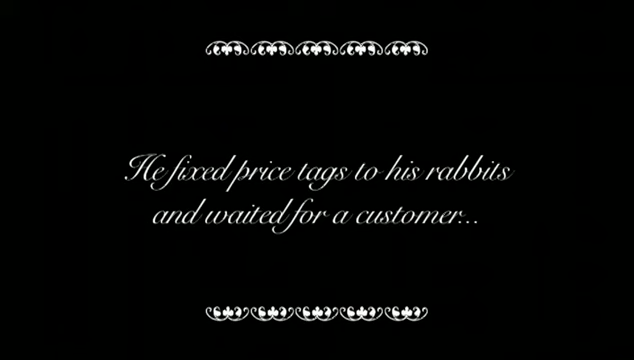 He fixed price tags to his rabbits
and waited for a customer...